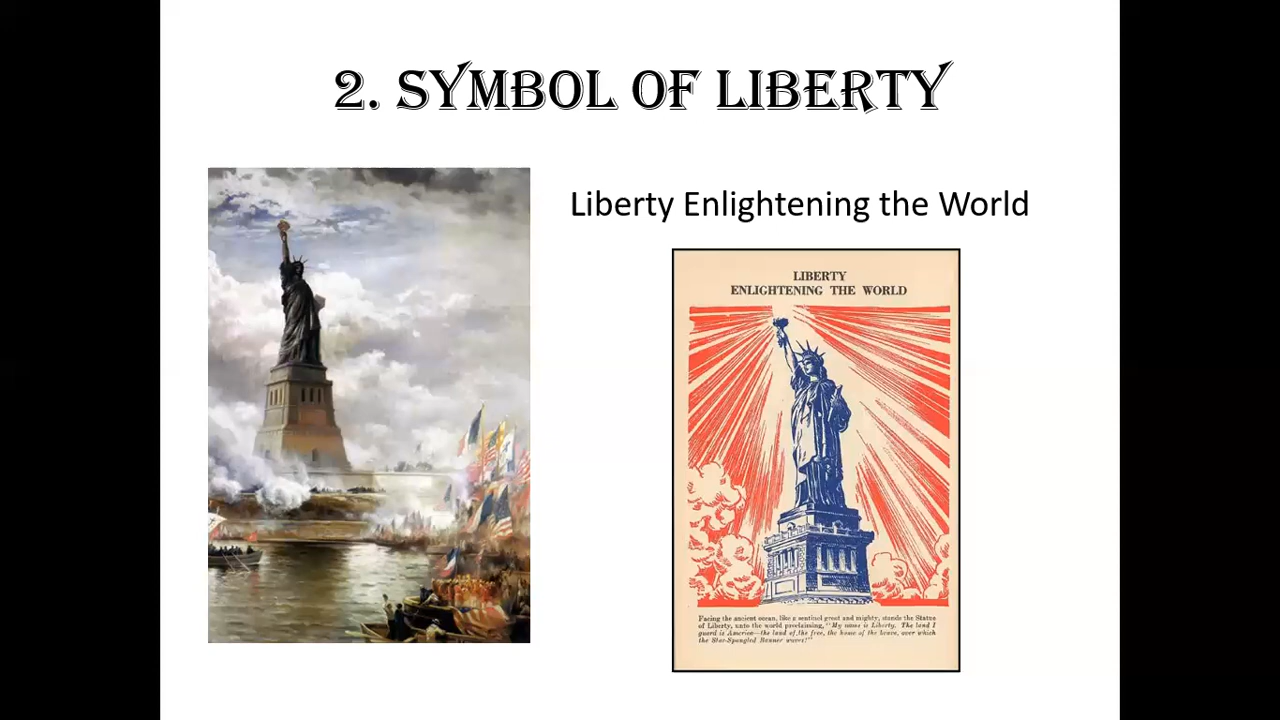 2. SYMBOL OF LIBERTY
Liberty Enlightening the World
LIBERTY
ENLIGHTENING THE WORLD
Facing the ancient ocean, like a sentinel great and mighty, stands the Statue
of Liberty, unto the world proclaiming, "My name is Liberty. The land I
guard is America—the land of the free, the home of the brave, over which
the Star-Spangled Banner waves!"